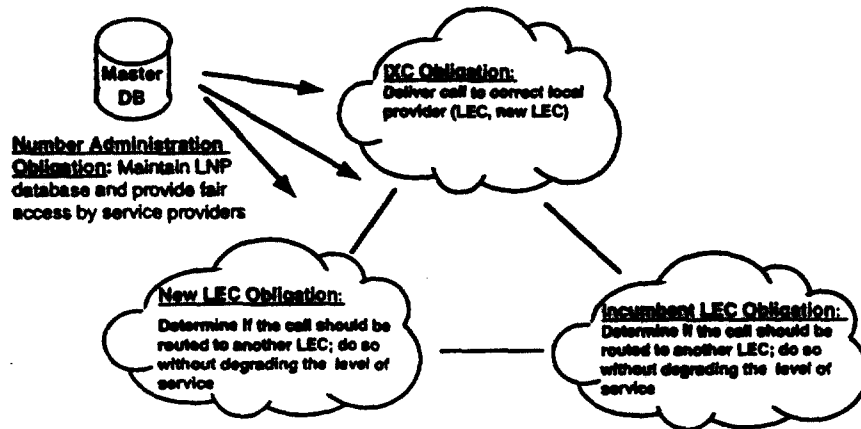 Master
DB
IXC Obligation:
Deliver call to correct local
provider (LEC, new LEC)
Number Administration
Obligation: Maintain LNP
database and provide fair
access by service providers
New LEC Obligation:
Determine if the call should be
routed to another LEC; do so
without degrading the level of
service
Incumbent LEC Obligation:
Determine if the call should be
routed to another LEC; do so
without degrading the level of
service